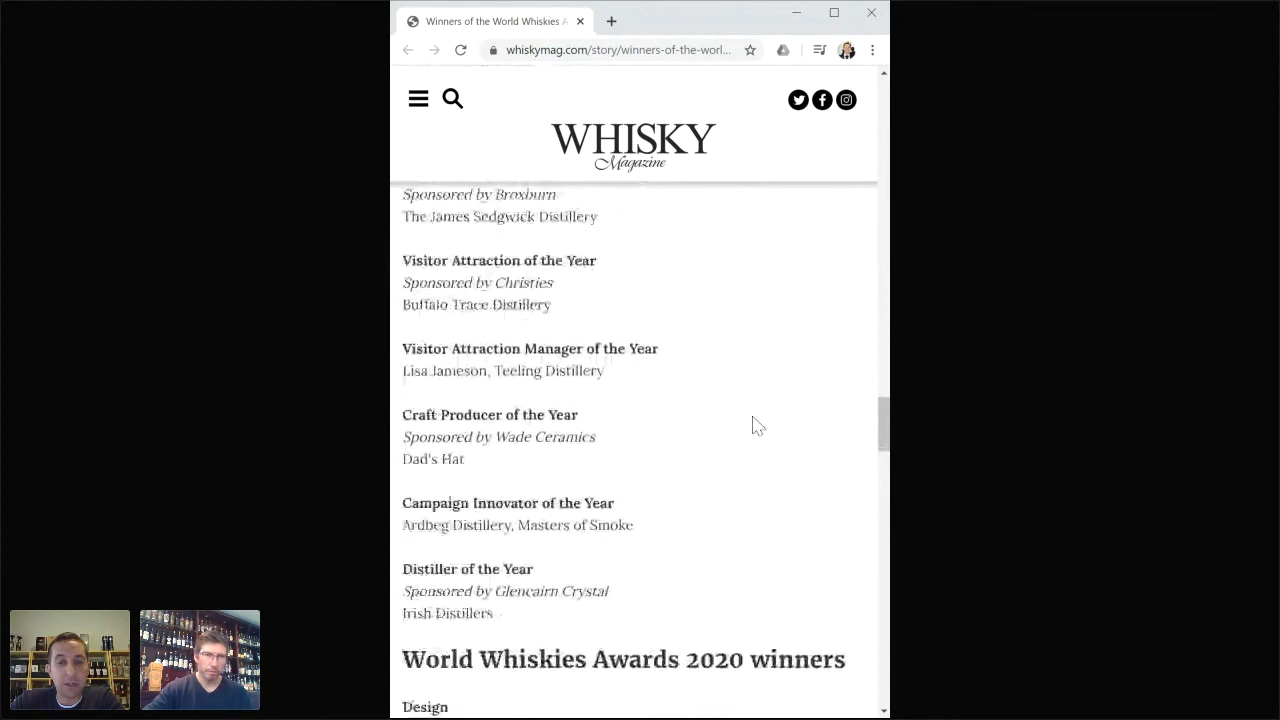 Winners of the World Whiskies A
whiskymag.com/story/winners-of-the-worl...
WHISKY
Magazine
Sponsored by Broxburn
The James Sedgwick Distillery
Visitor Attraction of the Year
Sponsored by Christies
Buffalo Trace Distillery
Visitor Attraction Manager of the Year
Lisa Jameson, Teeling Distillery
Craft Producer of the Year
Sponsored by Wade Ceramics
Dad's Hat
Campaign Innovator of the Year
Ardbeg Distillery, Masters of Smoke
Distiller of the Year
Sponsored by Glencairn Crystal
Irish Distillers
World Whiskies Awards 2020 winners
Design